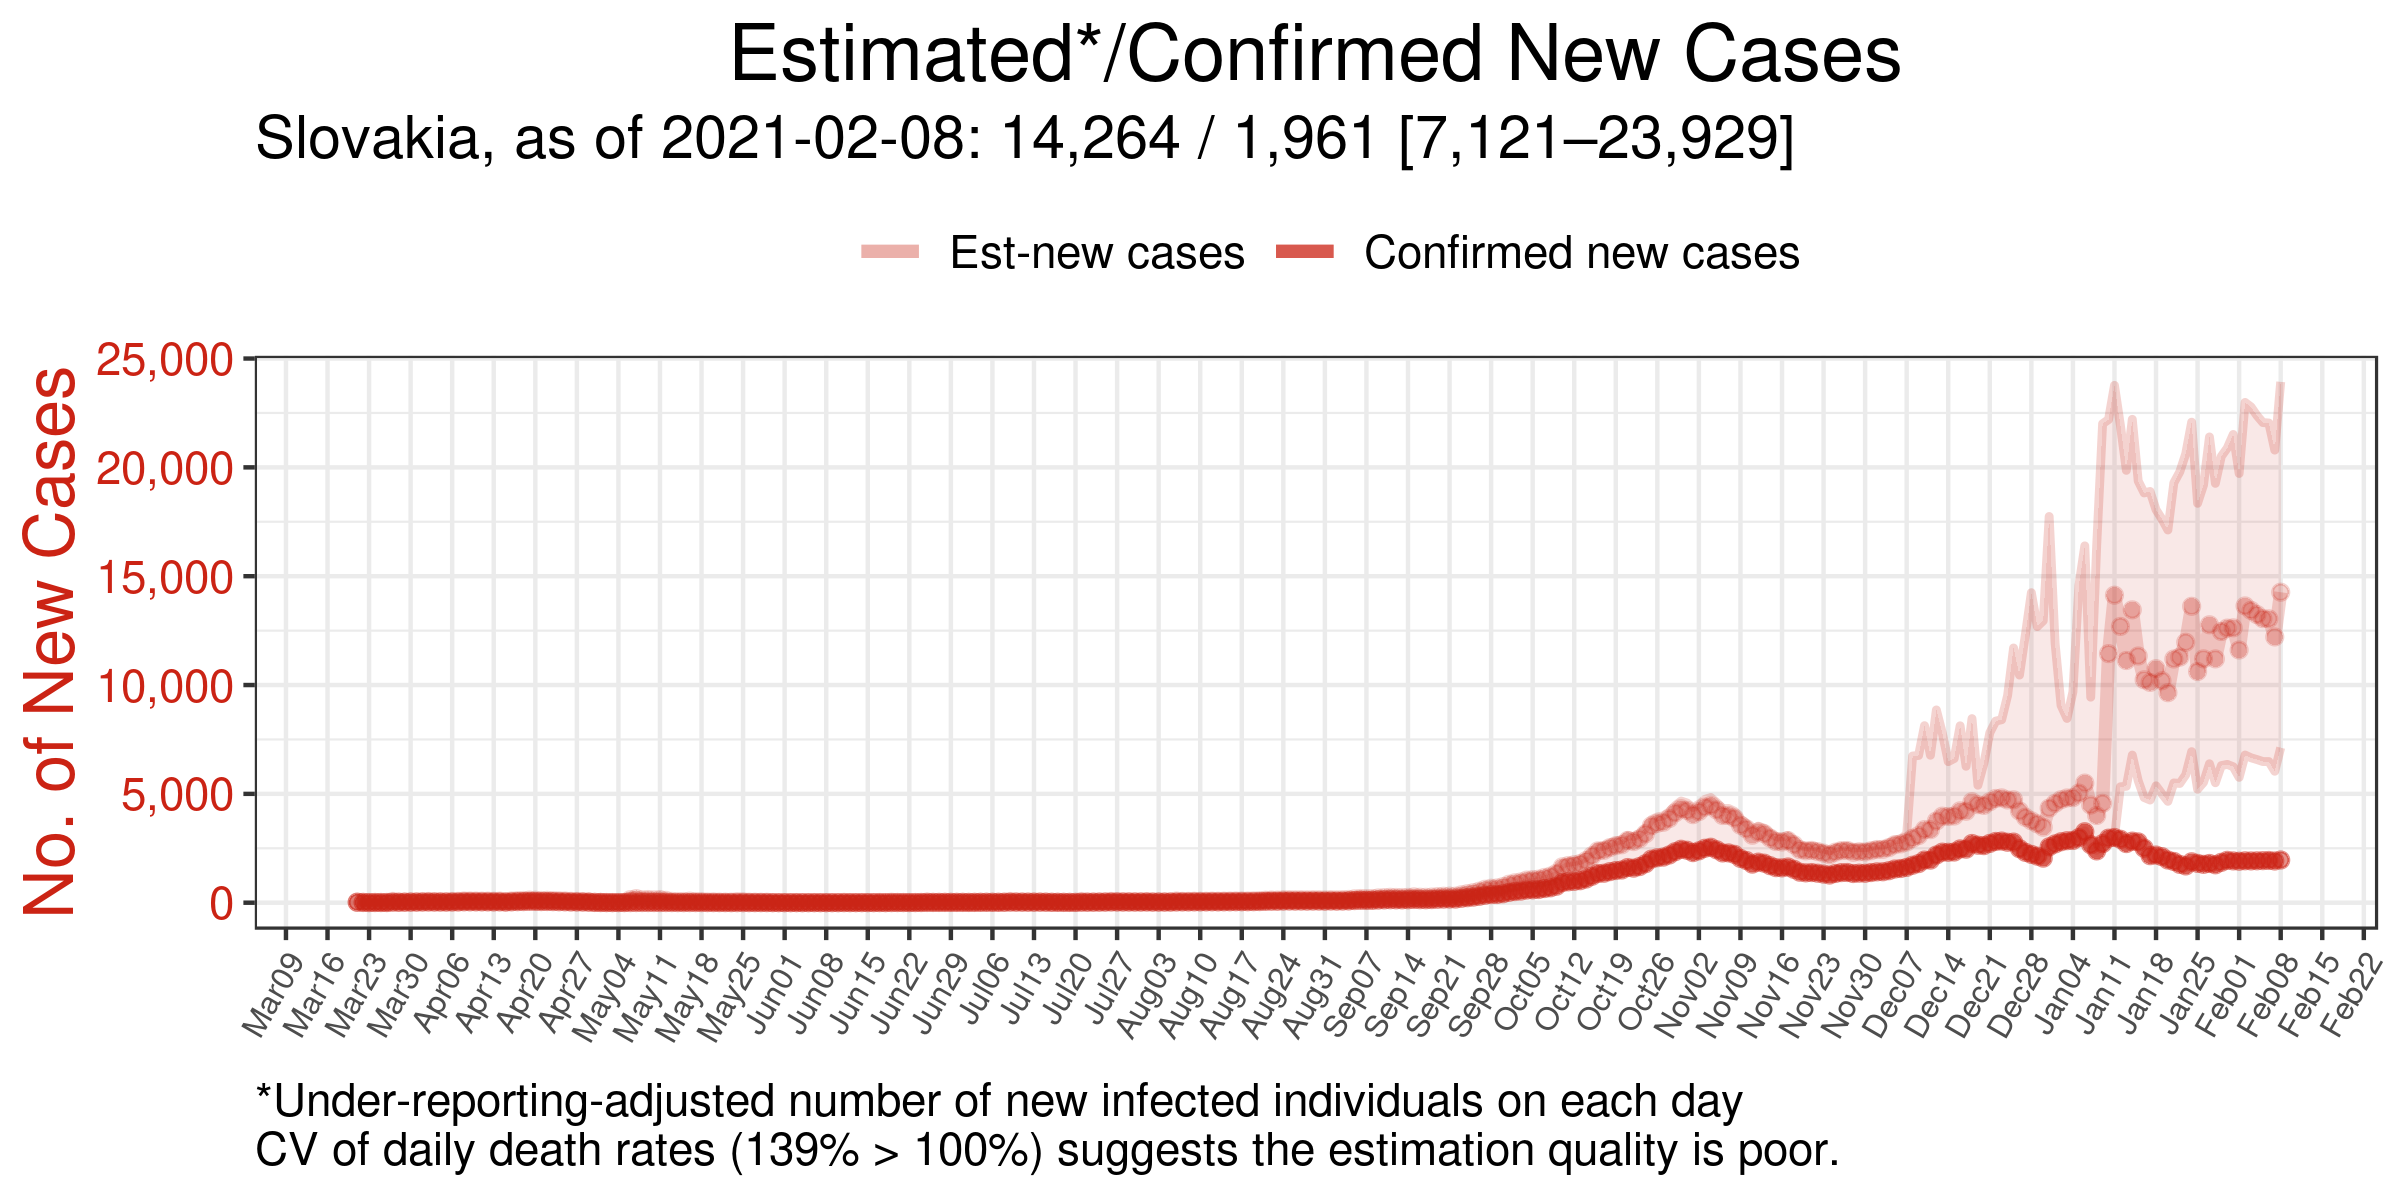 Estimated*/Confirmed New Cases
Slovakia, as of 2021-02-08: 14,264 / 1,961 [7,121–23,929]
Est-new cases
Confirmed new cases
No. of New Cases
25,000
20,000
15,000
10,000
5,000
0
Mar09
Mar16
Mar23
Mar30
Apr06
Apr13
Apr20
Apr27
May04
May11
May18
May25
Jun01
Jun08
Jun15
Jun22
Jun29
Jul06
Jul13
Jul20
Jul27
Aug03
Aug10
Aug17
Aug24
Aug31
Sep07
Sep14
Sep21
Sep28
Oct05
Oct12
Oct19
Oct26
Nov02
Nov09
Nov16
Nov23
Nov30
Dec07
Dec14
Dec21
Dec28
Jan04
Jan11
Jan18
Jan25
Feb01
Feb08
Feb15
Feb22
*Under-reporting-adjusted number of new infected individuals on each day
CV of daily death rates (139% > 100%) suggests the estimation quality is poor.